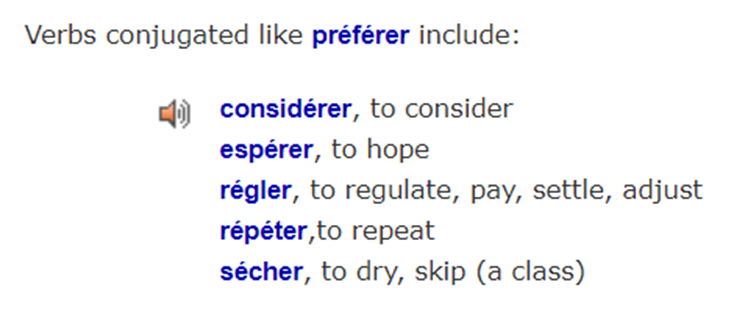 Verbs conjugated like préférer include:
considérer, to consider
espérer, to hope
régler, to regulate, pay, settle, adjust
répéter,to repeat
sécher, to dry, skip (a class)